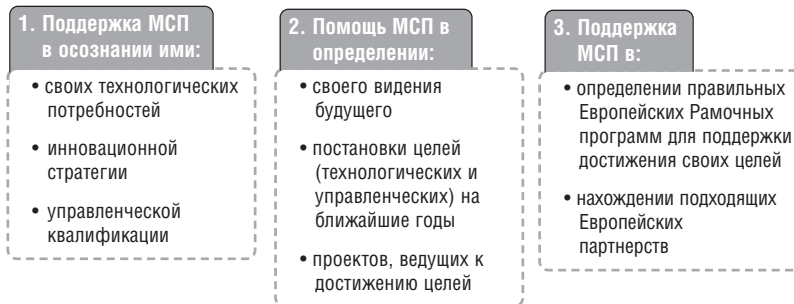 1. Поддержка МСП
в осознании ими:
• своих технологических
потребностей
• инновационной
стратегии
• управленческой
квалификации
2. Помощь МСП в
определении:
• своего видения
будущего
• постановки целей
(технологических и
управленческих) на
ближайшие годы
• проектов, ведущих к
достижению целей
3. Поддержка
МСП в:
• определении правильных
Европейских Рамочных
программ для поддержки
достижения своих целей
• нахождении подходящих
Европейских
партнерств